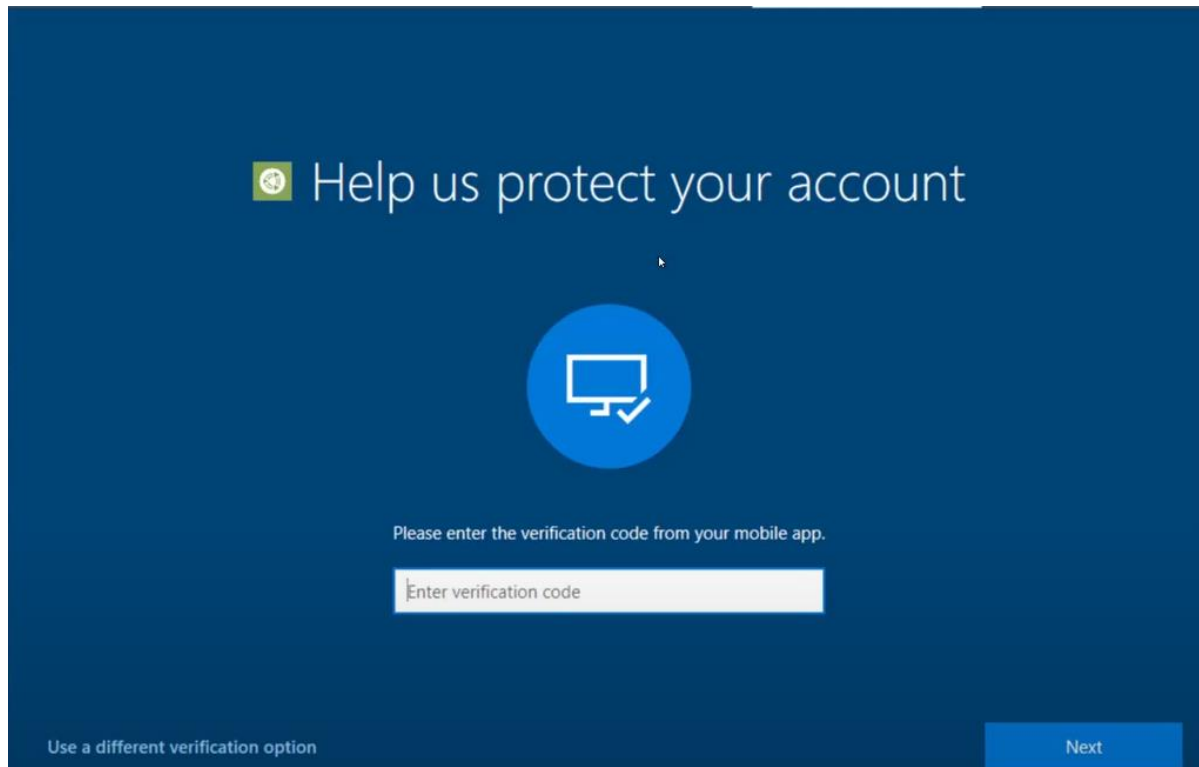 Help us protect your account
Please enter the verification code from your mobile app.
Enter verification code
Use a different verification option
Next